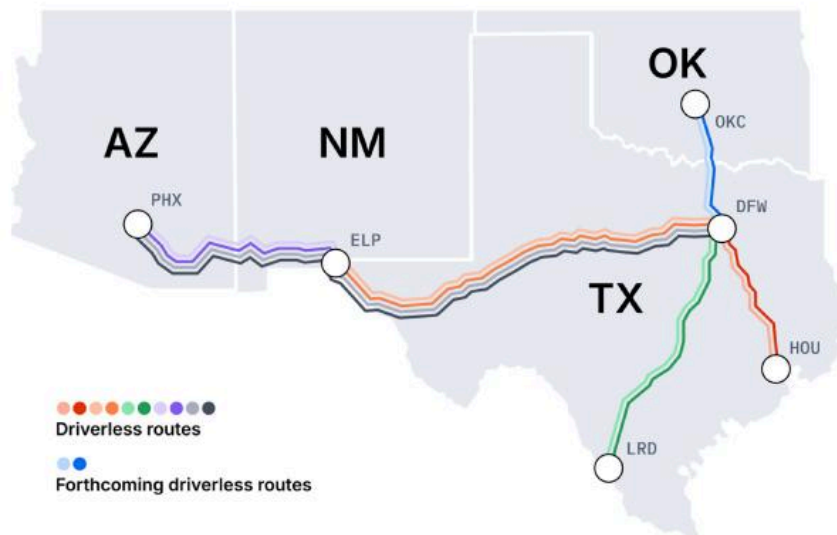 OK
OKC
AZ
NM
PHX
DFW
ELP
TX
HOU
LRD
Driverless routes
Forthcoming driverless routes